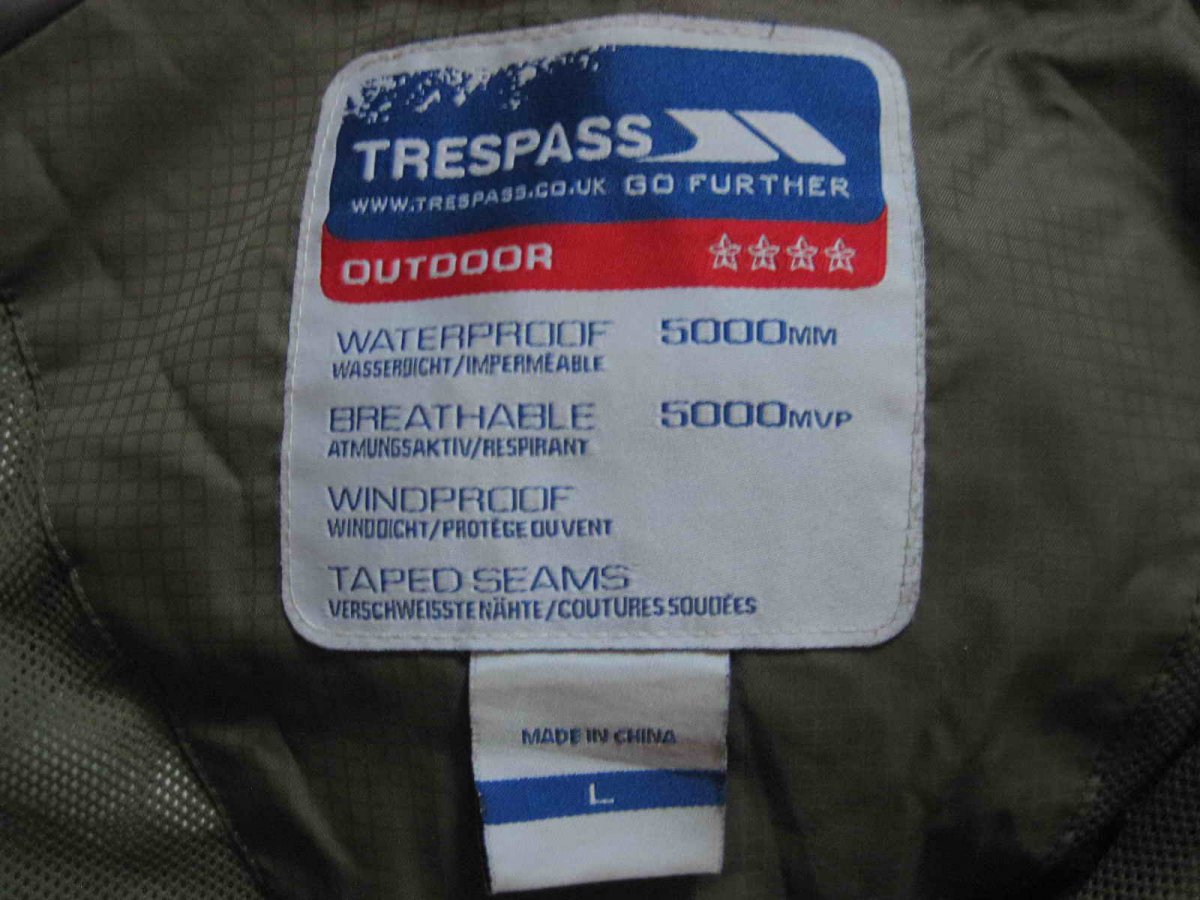 TRESPASS
WWW.TRESPASS.CO.UK GO FURTHER
OUTDOOR
WATERPROOF 5000MM
WASSERDICHT/IMPERMÉABLE
BREATHABLE 5000MVP
ATMUNGSAKTIV/RESPIRANT
WINDPROOF
WINDDICHT/PROTÈGE DU VENT
TAPED SEAMS
VERSCHWEISSTE NÄHTE/COUTURES SOUDÉES
MADE IN CHINA
L